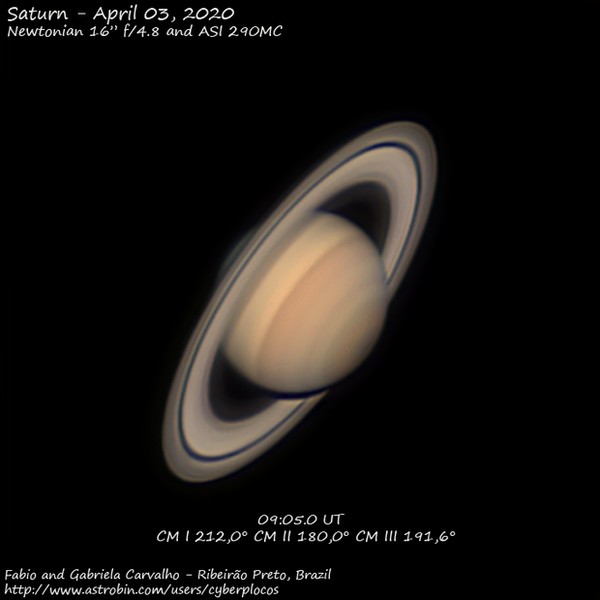 Saturn - April 03, 2020
Newtonian 16" f/4.8 and ASI 290MC
09:05.0 UT
CM I 212,0° CM II 180,0° CM III 191,6°
Fabio and Gabriela Carvalho - Ribeirão Preto, Brazil
http://www.astrobin.com/users/cyberplocos